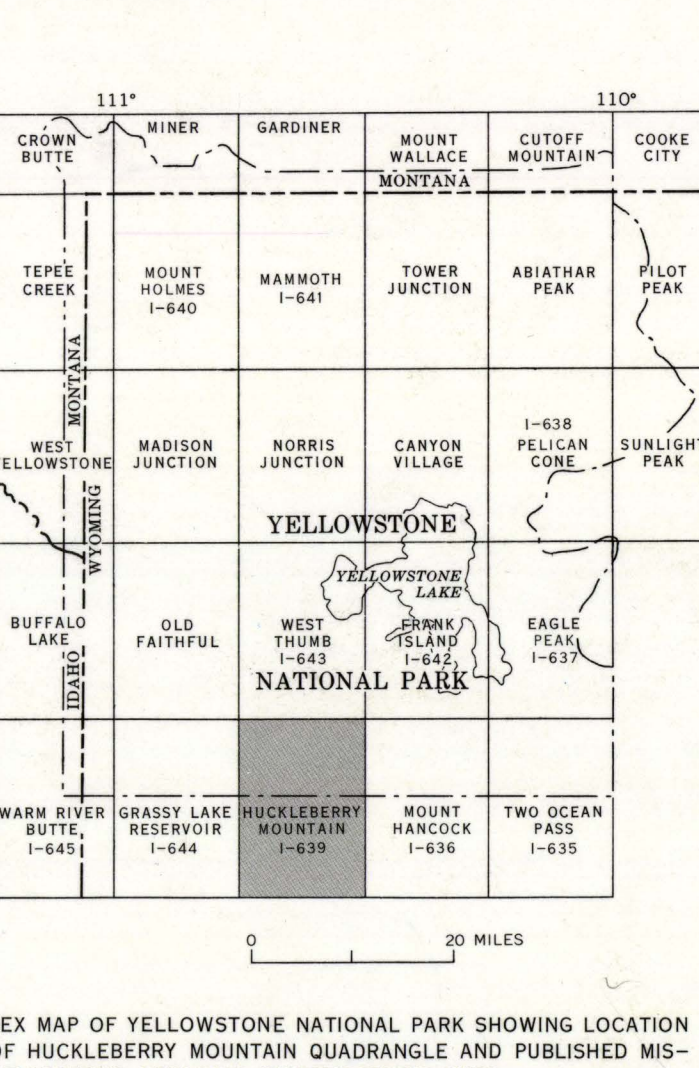 111°
110°
CROWN
BUTTE
MINER
GARDINER
MOUNT
WALLACE
CUTOFF
MOUNTAIN
COOKE
CITY
MONTANA
TEPEE
CREEK
MOUNT
HOLMES
I-640
MAMMOTH
I-641
TOWER
JUNCTION
ABIATHAR
PEAK
PILOT
PEAK
MONTANA
WEST
ELLOWSTONE
MADISON
JUNCTION
NORRIS
JUNCTION
CANYON
VILLAGE
I-638
PELICAN
CONE
SUNLIGHT
PEAK
WYOMING
YELLOWSTONE
YELLOWSTONE
LAKE
BUFFALO
LAKE
OLD
FAITHFUL
WEST
THUMB
I-643
FRANK
ISLAND
I-642
EAGLE
PEAK
I-637
IDAHO
NATIONAL PARK
WARM RIVER
BUTTE
I-645
GRASSY LAKE
RESERVOIR
I-644
HUCKLEBERRY
MOUNTAIN
I-639
MOUNT
HANCOCK
I-636
TWO OCEAN
PASS
I-635
0 20 MILES
EX MAP OF YELLOWSTONE NATIONAL PARK SHOWING LOCATION
OF HUCKLEBERRY MOUNTAIN QUADRANGLE AND PUBLISHED MIS-